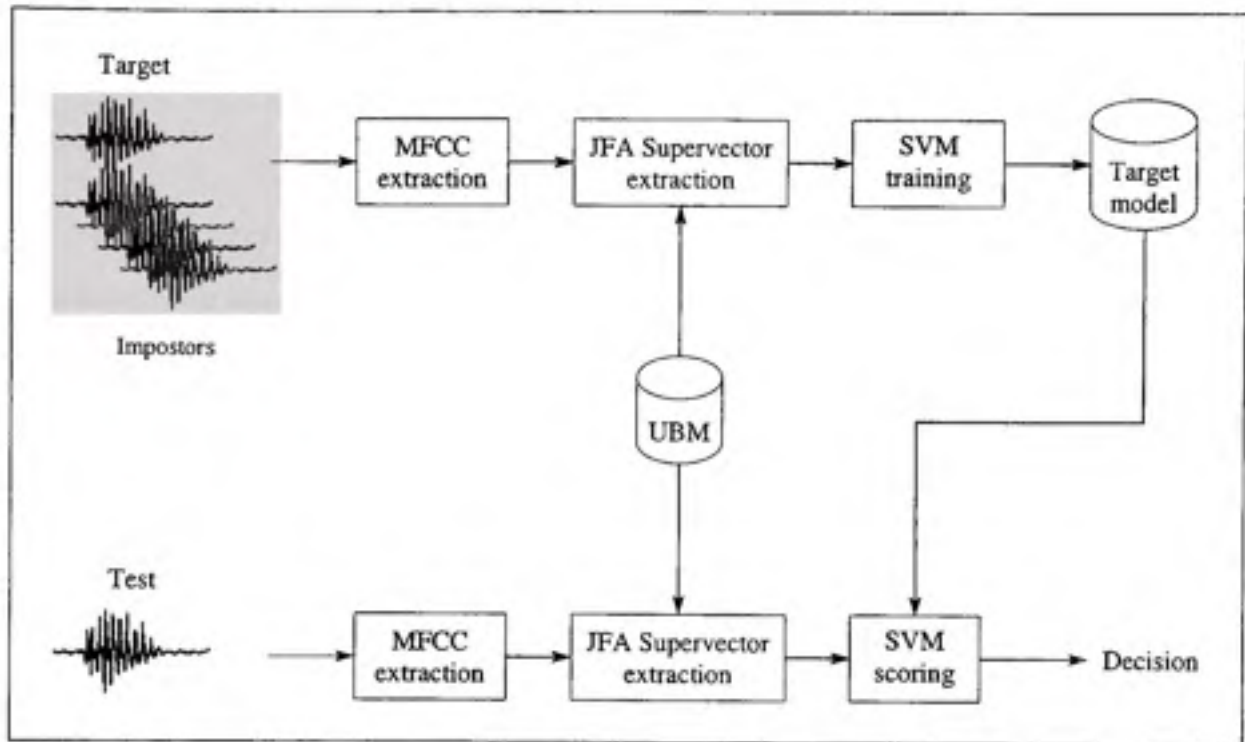 Target
MFCC
extraction
JFA Supervector
extraction
SVM
training
Target
model
Impostors
UBM
Test
MFCC
extraction
JFA Supervector
extraction
SVM
scoring
Decision